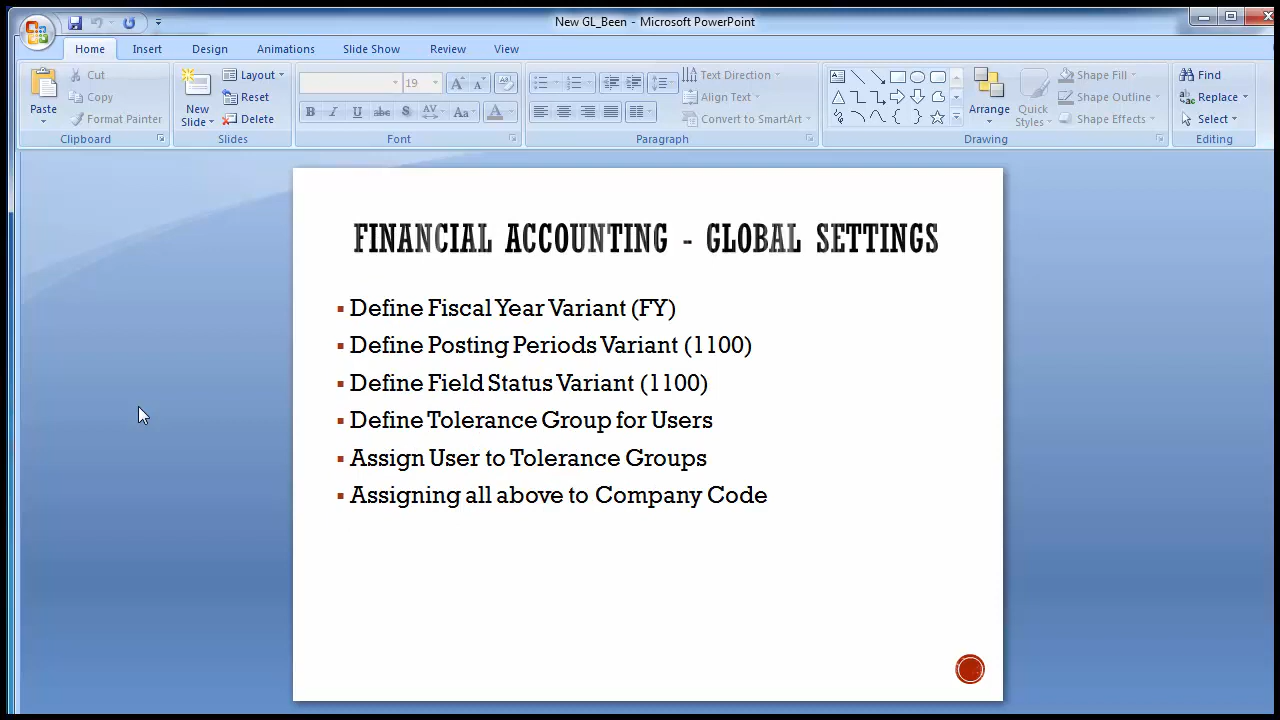 New GL_Been - Microsoft PowerPoint
Home Insert Design Animations Slide Show Review View
Paste
Cut
Copy
Format Painter
Clipboard
New Slide
Layout
Reset
Delete
Slides
19
B I U abc AV Aa A
Font
Text Direction
Align Text
Convert to SmartArt
Paragraph
Arrange
Quick Styles
Shape Fill
Shape Outline
Shape Effects
Drawing
Find
Replace
Select
Editing
FINANCIAL ACCOUNTING - GLOBAL SETTINGS
Define Fiscal Year Variant (FY)
Define Posting Periods Variant (1100)
Define Field Status Variant (1100)
Define Tolerance Group for Users
Assign User to Tolerance Groups
Assigning all above to Company Code